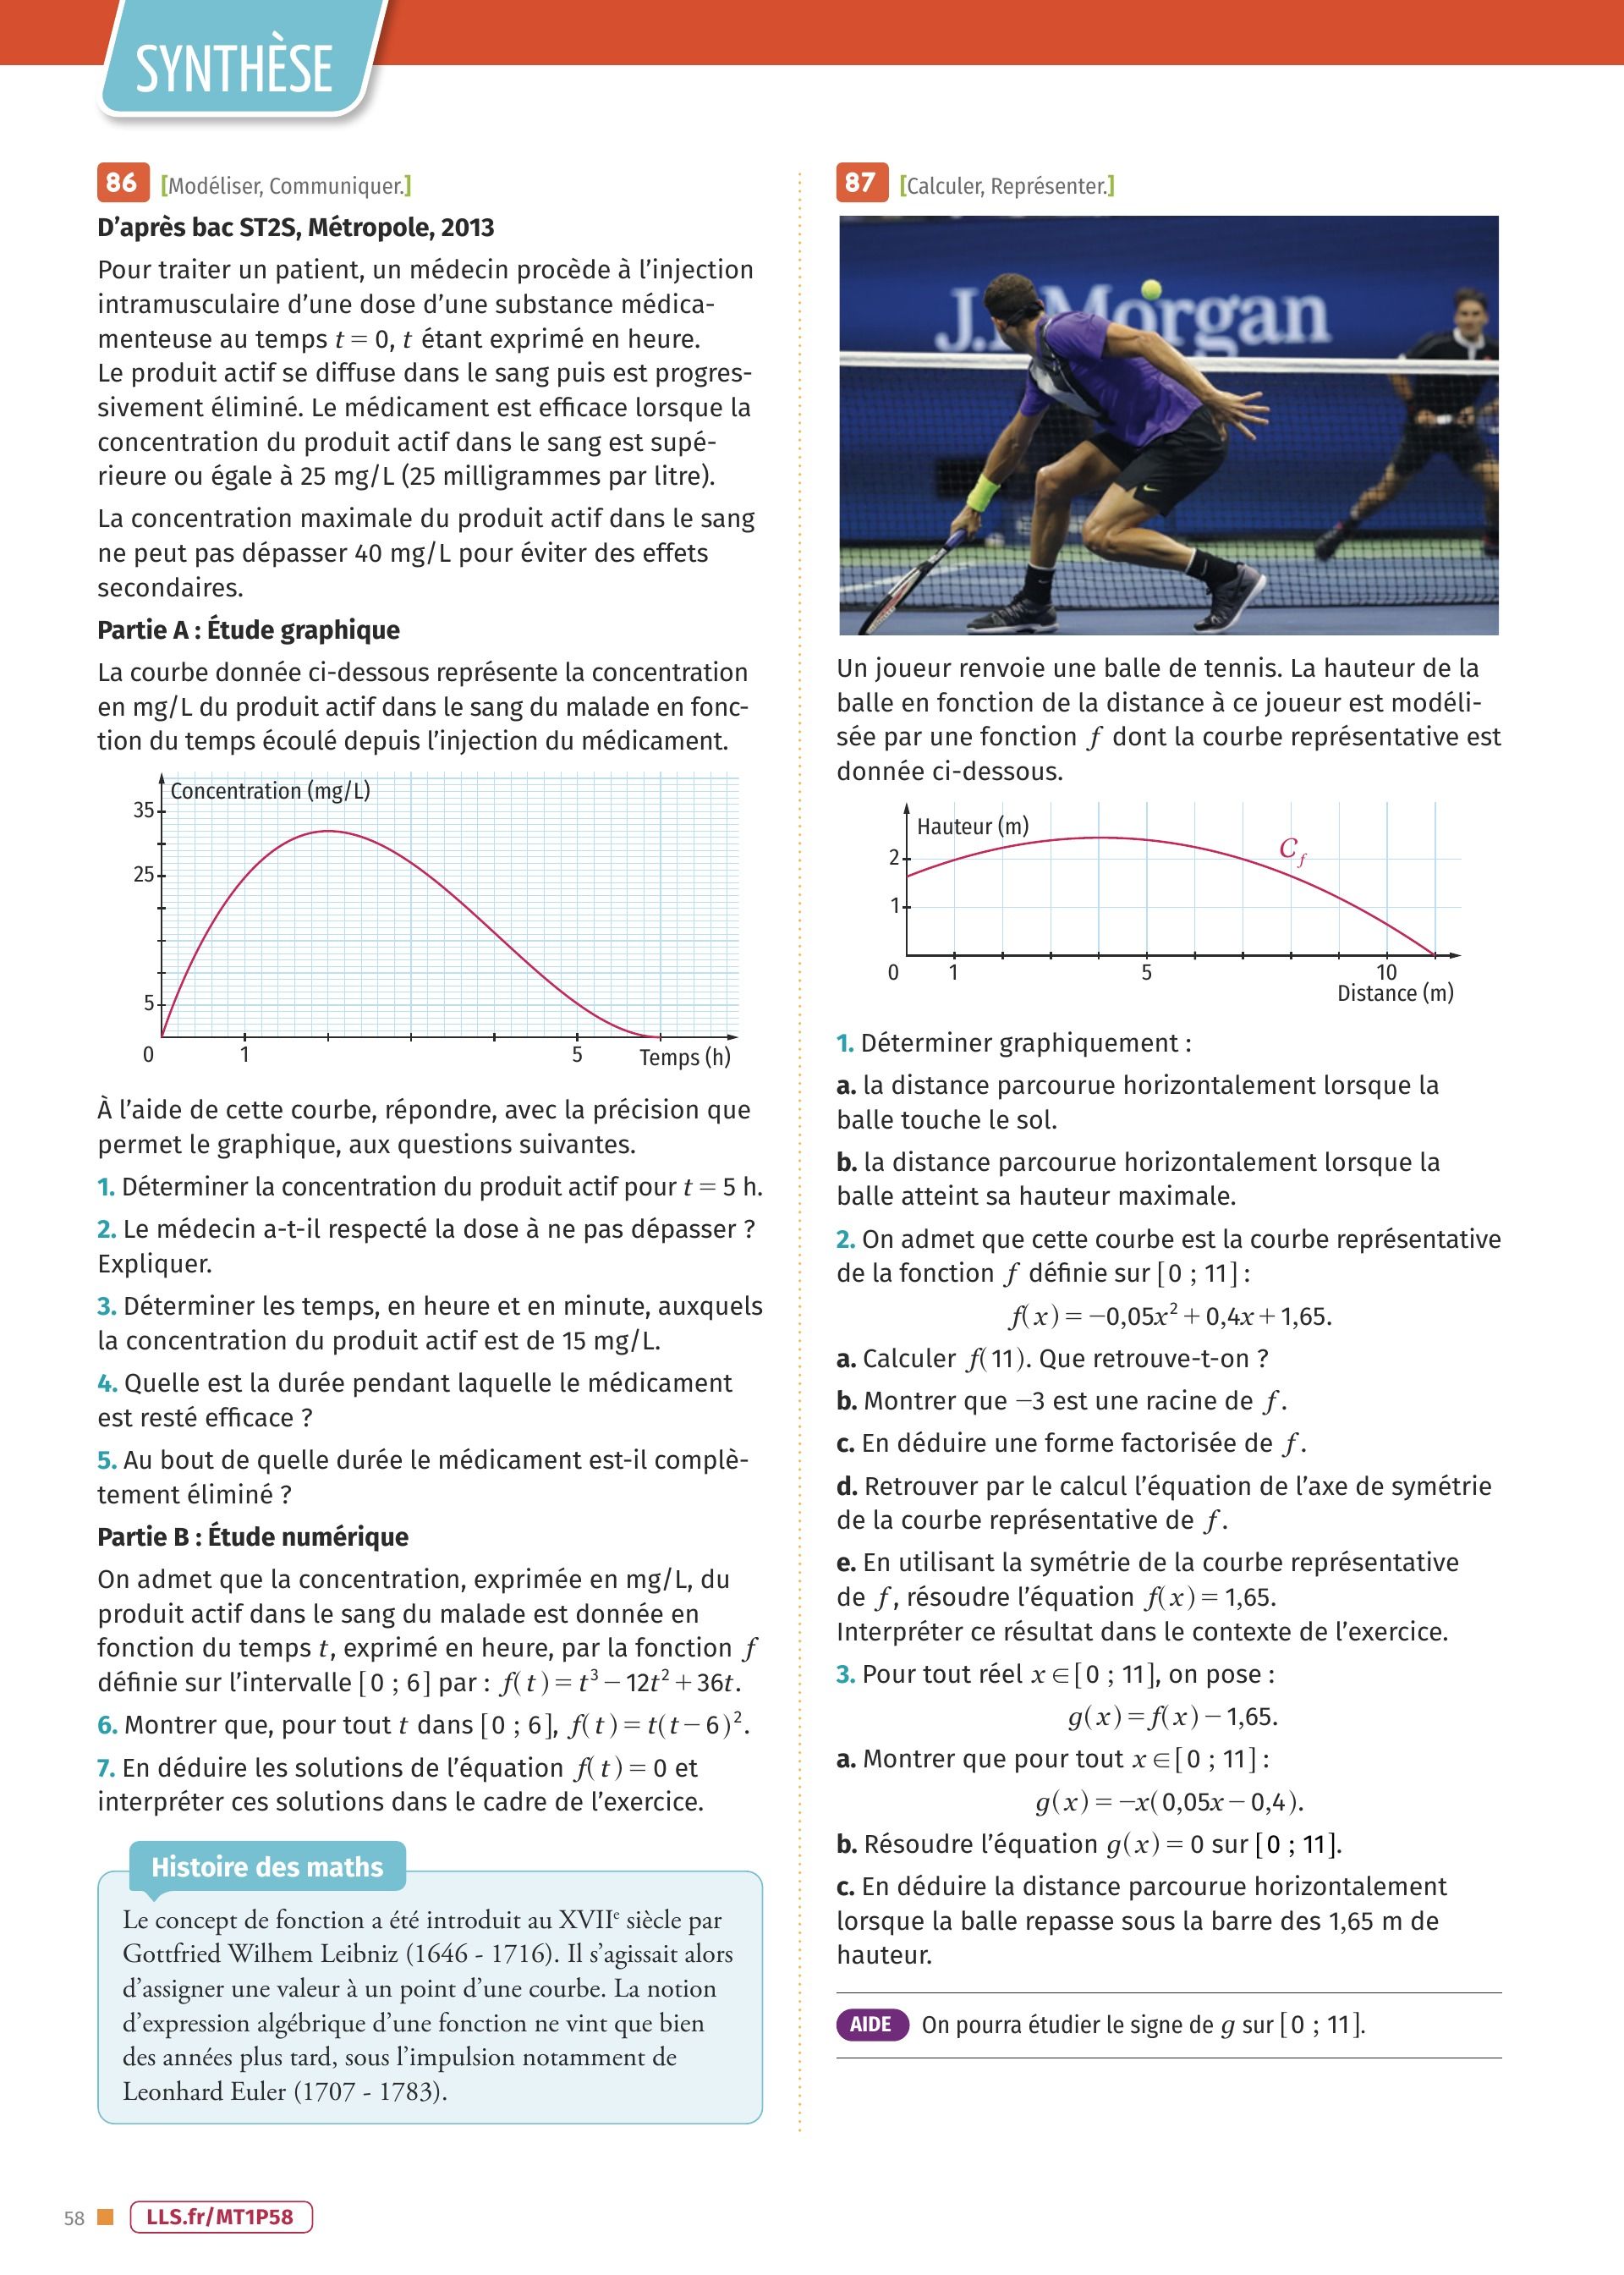 SYNTHÈSE
86 [Modéliser, Communiquer.]
D’après bac ST2S, Métropole, 2013
Pour traiter un patient, un médecin procède à l’injection
intramusculaire d’une dose d’une substance médica-
menteuse au temps t = 0, t étant exprimé en heure.
Le produit actif se diffuse dans le sang puis est progres-
sivement éliminé. Le médicament est efficace lorsque la
concentration du produit actif dans le sang est supé-
rieure ou égale à 25 mg/L (25 milligrammes par litre).
La concentration maximale du produit actif dans le sang
ne peut pas dépasser 40 mg/L pour éviter des effets
secondaires.
Partie A : Étude graphique
La courbe donnée ci-dessous représente la concentration
en mg/L du produit actif dans le sang du malade en fonc-
tion du temps écoulé depuis l’injection du médicament.
Concentration (mg/L)
35
25
5
0 1 5 Temps (h)
À l’aide de cette courbe, répondre, avec la précision que
permet le graphique, aux questions suivantes.
1. Déterminer la concentration du produit actif pour t = 5 h.
2. Le médecin a-t-il respecté la dose à ne pas dépasser ?
Expliquer.
3. Déterminer les temps, en heure et en minute, auxquels
la concentration du produit actif est de 15 mg/L.
4. Quelle est la durée pendant laquelle le médicament
est resté efficace ?
5. Au bout de quelle durée le médicament est-il complè-
tement éliminé ?
Partie B : Étude numérique
On admet que la concentration, exprimée en mg/L, du
produit actif dans le sang du malade est donnée en
fonction du temps t, exprimé en heure, par la fonction f
définie sur l’intervalle [0 ; 6] par : f(t) = t³ − 12t² + 36t.
6. Montrer que, pour tout t dans [0 ; 6], f(t) = t(t − 6)².
7. En déduire les solutions de l’équation f(t) = 0 et
interpréter ces solutions dans le cadre de l’exercice.
Histoire des maths
Le concept de fonction a été introduit au XVIIᵉ siècle par
Gottfried Wilhem Leibniz (1646 - 1716). Il s’agissait alors
d’assigner une valeur à un point d’une courbe. La notion
d’expression algébrique d’une fonction ne vint que bien
des années plus tard, sous l’impulsion notamment de
Leonhard Euler (1707 - 1783).
87 [Calculer, Représenter.]
J.P.Morgan
Un joueur renvoie une balle de tennis. La hauteur de la
balle en fonction de la distance à ce joueur est modéli-
sée par une fonction f dont la courbe représentative est
donnée ci-dessous.
Hauteur (m)
C_f
2
1
0 1 5 10
Distance (m)
1. Déterminer graphiquement :
a. la distance parcourue horizontalement lorsque la
balle touche le sol.
b. la distance parcourue horizontalement lorsque la
balle atteint sa hauteur maximale.
2. On admet que cette courbe est la courbe représentative
de la fonction f définie sur [0 ; 11] :
f(x) = −0,05x² + 0,4x + 1,65.
a. Calculer f(11). Que retrouve-t-on ?
b. Montrer que −3 est une racine de f.
c. En déduire une forme factorisée de f.
d. Retrouver par le calcul l’équation de l’axe de symétrie
de la courbe représentative de f.
e. En utilisant la symétrie de la courbe représentative
de f, résoudre l’équation f(x) = 1,65.
Interpréter ce résultat dans le contexte de l’exercice.
3. Pour tout réel x ∈ [0 ; 11], on pose :
g(x) = f(x) − 1,65.
a. Montrer que pour tout x ∈ [0 ; 11] :
g(x) = −x(0,05x − 0,4).
b. Résoudre l’équation g(x) = 0 sur [0 ; 11].
c. En déduire la distance parcourue horizontalement
lorsque la balle repasse sous la barre des 1,65 m de
hauteur.
AIDE On pourra étudier le signe de g sur [0 ; 11].
58 LLS.fr/MT1P58